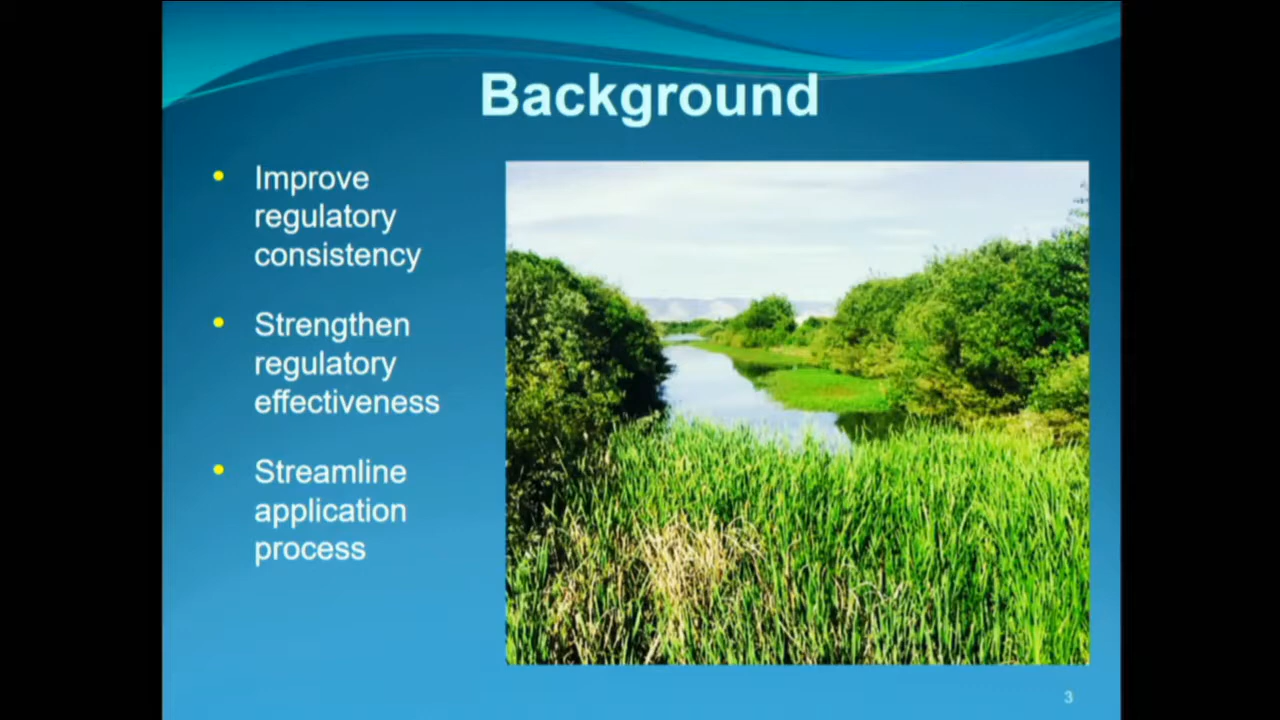 Background
• Improve
regulatory
consistency
• Strengthen
regulatory
effectiveness
• Streamline
application
process
3